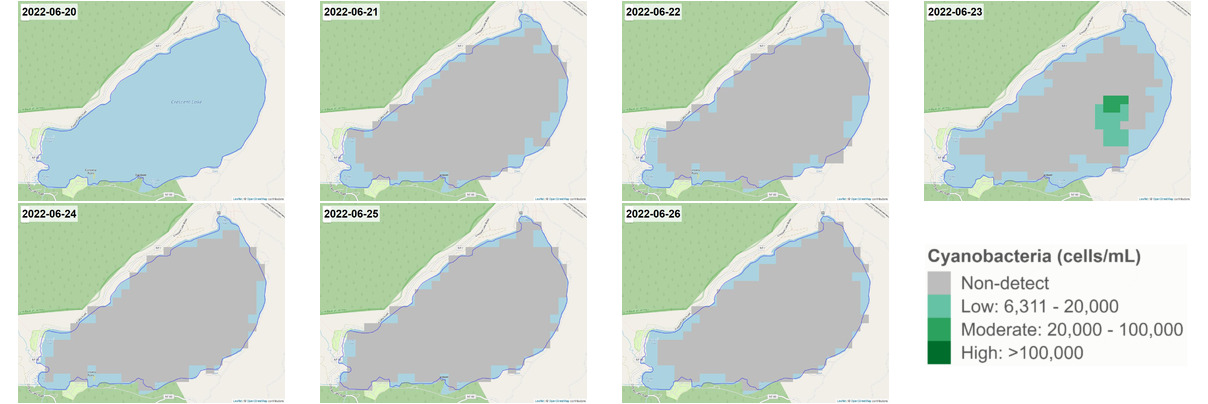 2022-06-20
2022-06-21
2022-06-22
2022-06-23
2022-06-24
2022-06-25
2022-06-26
Cyanobacteria (cells/mL)
Non-detect
Low: 6,311 - 20,000
Moderate: 20,000 - 100,000
High: >100,000